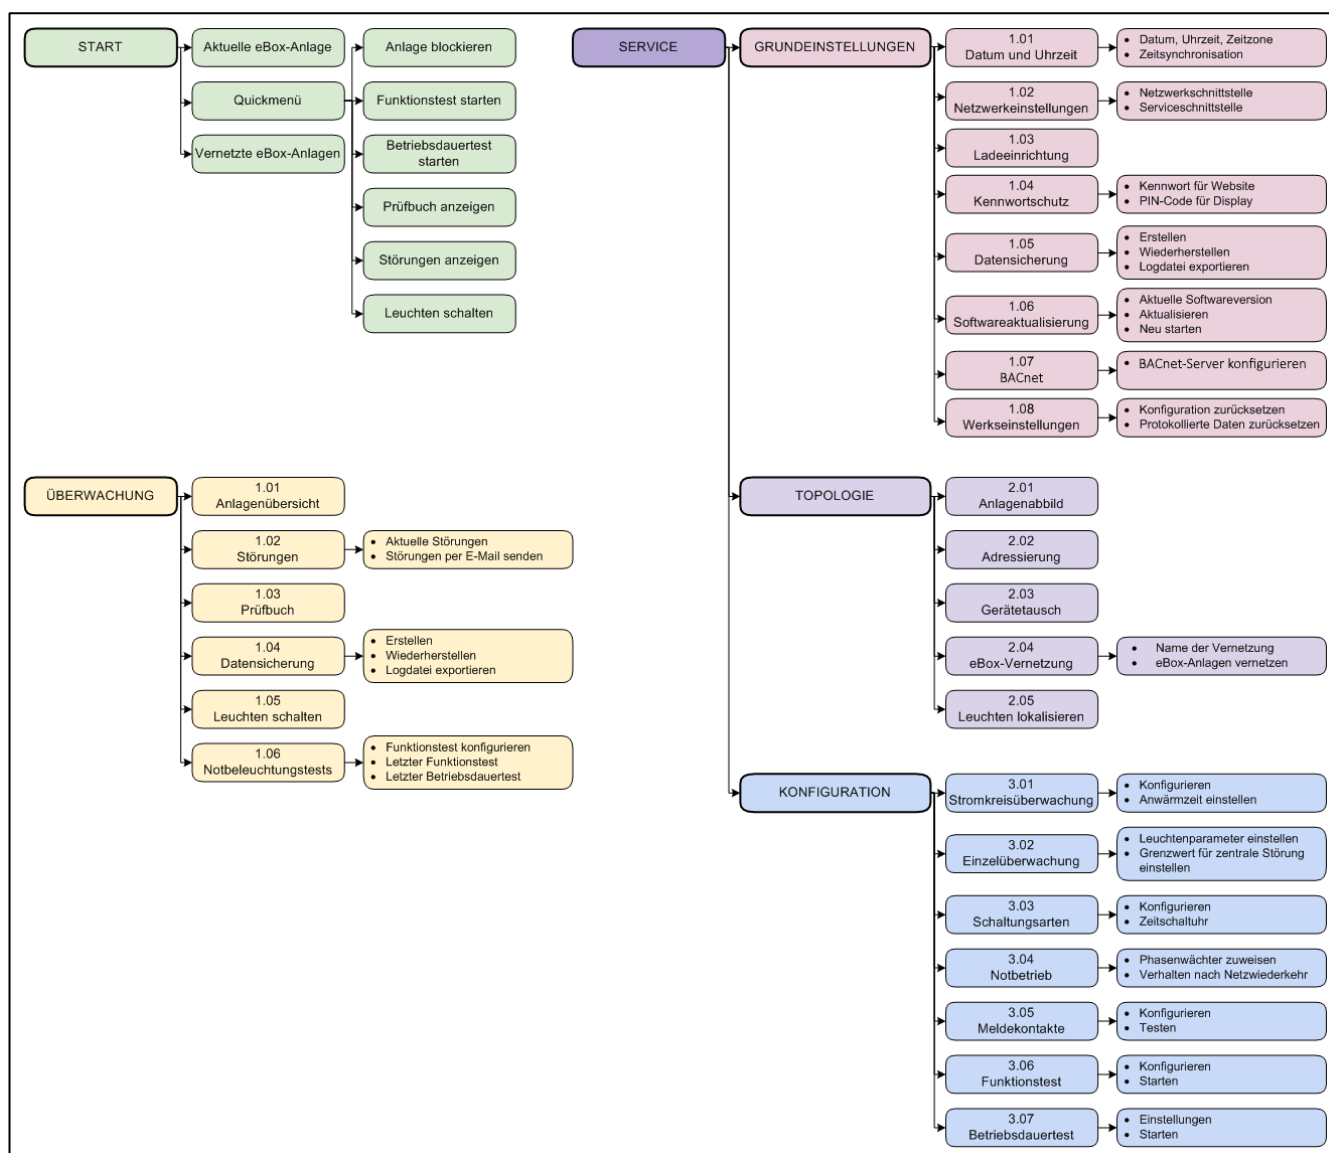 START
Aktuelle eBox-Anlage
Quickmenü
Vernetzte eBox-Anlagen
Anlage blockieren
Funktionstest starten
Betriebsdauertest
starten
Prüfbuch anzeigen
Störungen anzeigen
Leuchten schalten
ÜBERWACHUNG
1.01
Anlagenübersicht
1.02
Störungen
• Aktuelle Störungen
• Störungen per E-Mail senden
1.03
Prüfbuch
1.04
Datensicherung
• Erstellen
• Wiederherstellen
• Logdatei exportieren
1.05
Leuchten schalten
1.06
Notbeleuchtungstests
• Funktionstest konfigurieren
• Letzter Funktionstest
• Letzter Betriebsdauertest
SERVICE
GRUNDEINSTELLUNGEN
1.01
Datum und Uhrzeit
• Datum, Uhrzeit, Zeitzone
• Zeitsynchronisation
1.02
Netzwerkeinstellungen
• Netzwerkschnittstelle
• Serviceschnittstelle
1.03
Ladeeinrichtung
1.04
Kennwortschutz
• Kennwort für Website
• PIN-Code für Display
1.05
Datensicherung
• Erstellen
• Wiederherstellen
• Logdatei exportieren
1.06
Softwareaktualisierung
• Aktuelle Softwareversion
• Aktualisieren
• Neu starten
1.07
BACnet
• BACnet-Server konfigurieren
1.08
Werkseinstellungen
• Konfiguration zurücksetzen
• Protokollierte Daten zurücksetzen
TOPOLOGIE
2.01
Anlagenabbild
2.02
Adressierung
2.03
Gerätetausch
2.04
eBox-Vernetzung
• Name der Vernetzung
• eBox-Anlagen vernetzen
2.05
Leuchten lokalisieren
KONFIGURATION
3.01
Stromkreisüberwachung
• Konfigurieren
• Anwärmzeit einstellen
3.02
Einzelüberwachung
• Leuchtenparameter einstellen
• Grenzwert für zentrale Störung
einstellen
3.03
Schaltungsarten
• Konfigurieren
• Zeitschaltuhr
3.04
Notbetrieb
• Phasenwächter zuweisen
• Verhalten nach Netzwiederkehr
3.05
Meldekontakte
• Konfigurieren
• Testen
3.06
Funktionstest
• Konfigurieren
• Starten
3.07
Betriebsdauertest
• Einstellungen
• Starten